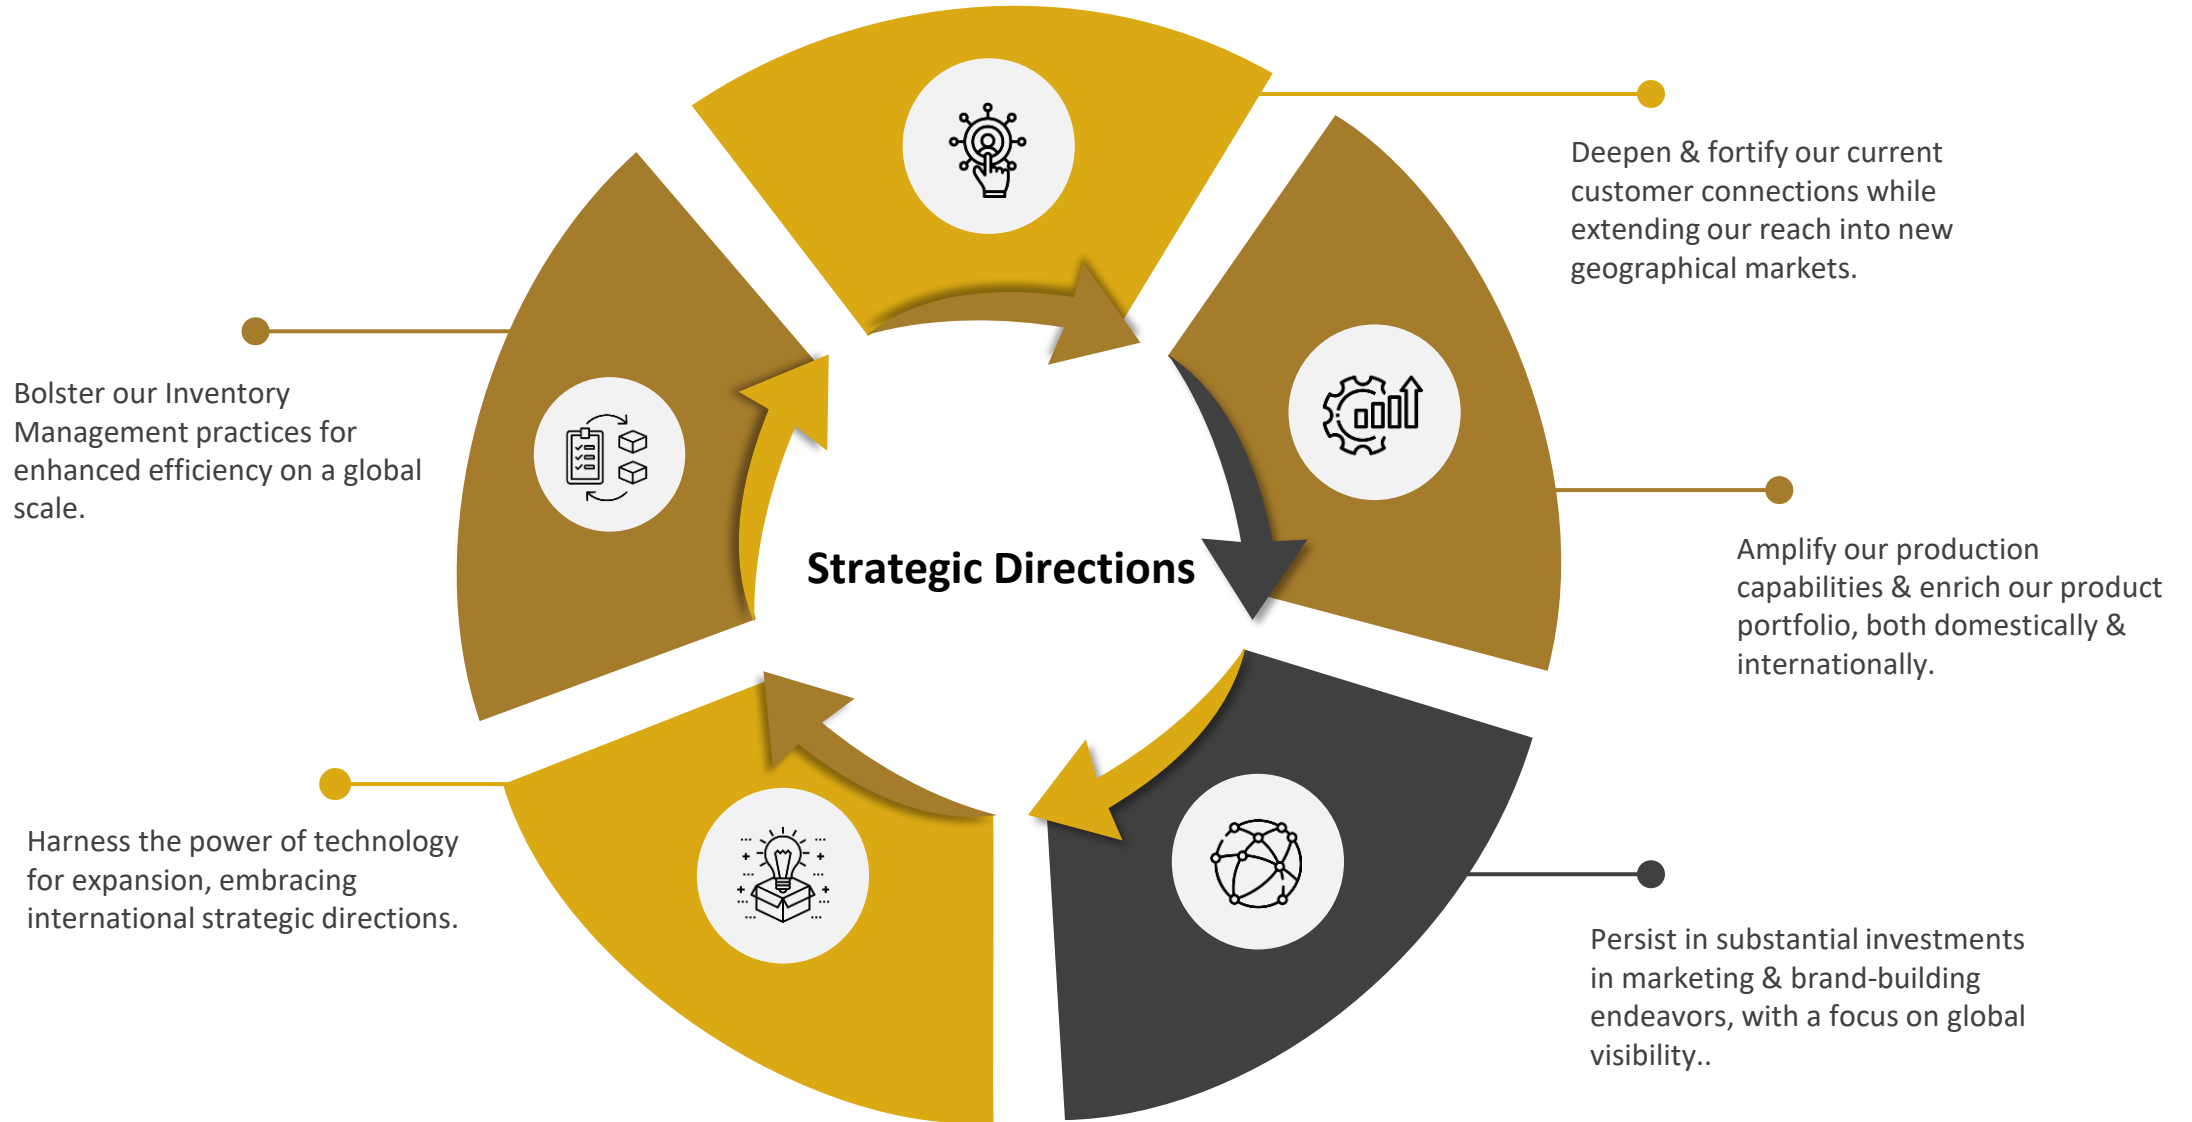 Deepen & fortify our current
customer connections while
extending our reach into new
geographical markets.
Bolster our Inventory
Management practices for
enhanced efficiency on a global
scale.
Strategic Directions
Amplify our production
capabilities & enrich our product
portfolio, both domestically &
internationally.
Harness the power of technology
for expansion, embracing
international strategic directions.
Persist in substantial investments
in marketing & brand-building
endeavors, with a focus on global
visibility..